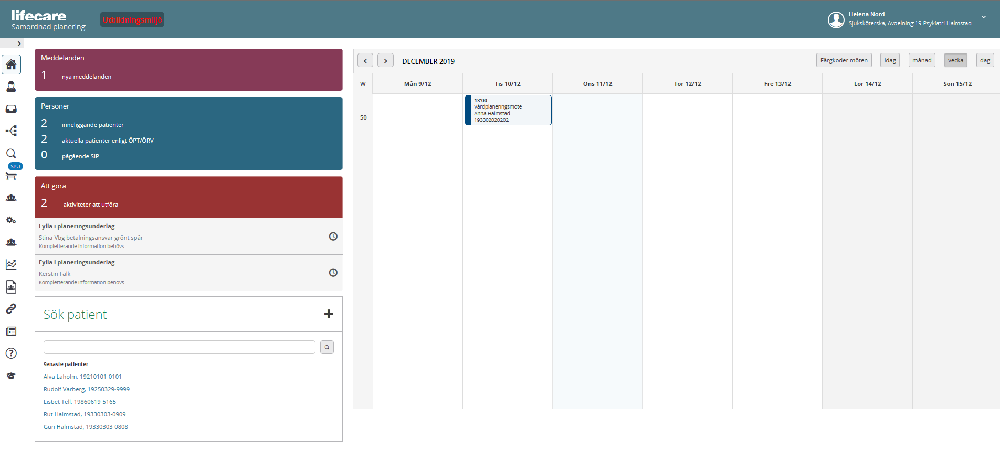 lifecare
Samordnad planering
Utbildningsmiljö
Helena Nord
Sjuksköterska, Avdelning 19 Psykiatri Halmstad
Meddelanden
1 nya meddelanden
Personer
2 inneliggande patienter
2 aktuella patienter enligt ÖPT/ÖRV
0 pågående SIP
Att göra
2 aktiviteter att utföra
Fylla i planeringsunderlag
Stina-Vbg betalningsansvar grönt spår
Kompletterande information behövs.
Fylla i planeringsunderlag
Kerstin Falk
Kompletterande information behövs.
Sök patient
Senaste patienter
Alva Laholm, 19210101-0101
Rudolf Varberg, 19250329-9999
Lisbet Tell, 19860619-5165
Rut Halmstad, 19330303-0909
Gun Halmstad, 19330303-0808
SPU
DECEMBER 2019
Färgkoder möten idag månad vecka dag
W Mån 9/12 Tis 10/12 Ons 11/12 Tor 12/12 Fre 13/12 Lör 14/12 Sön 15/12
50
13:00
Vårdplaneringsmöte
Anna Halmstad
193302020202